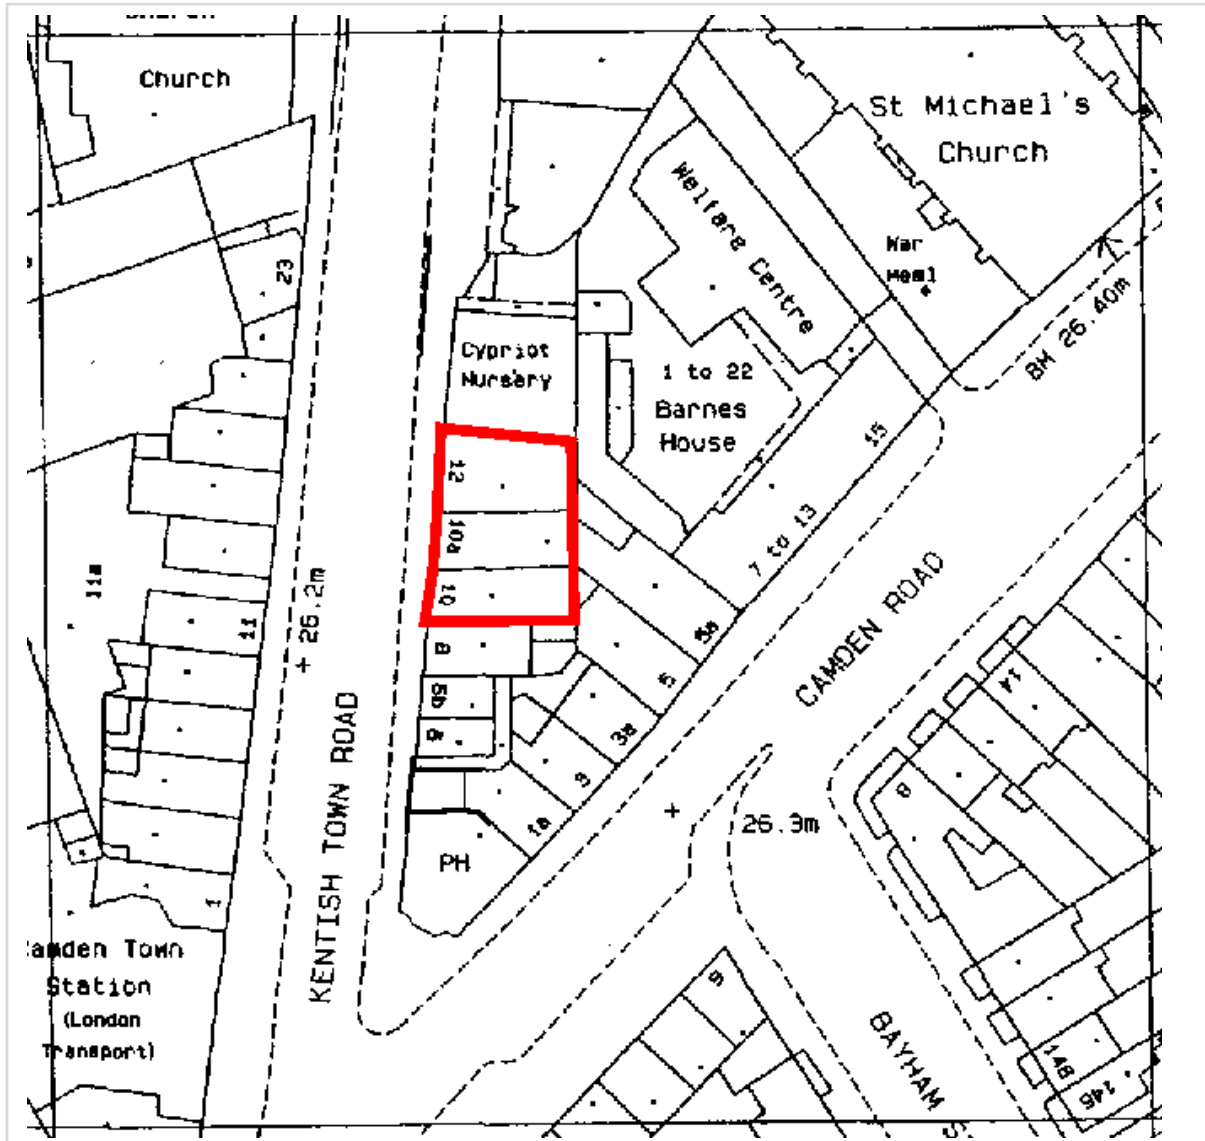 Church
St Michael's
Church
Welfare Centre
War
Meml
BM 26.40m
23
Cypriot
Nursery
1 to 22
Barnes
House
15
12
7 to 13
10a
10
11a
+ 26.2m
11
8
5a
5
CAMDEN ROAD
14
3a
3
1a
+
26.3m
8
KENTISH TOWN ROAD
PH
1
Town
Station
(London
Transport)
BAYHAM
148
146